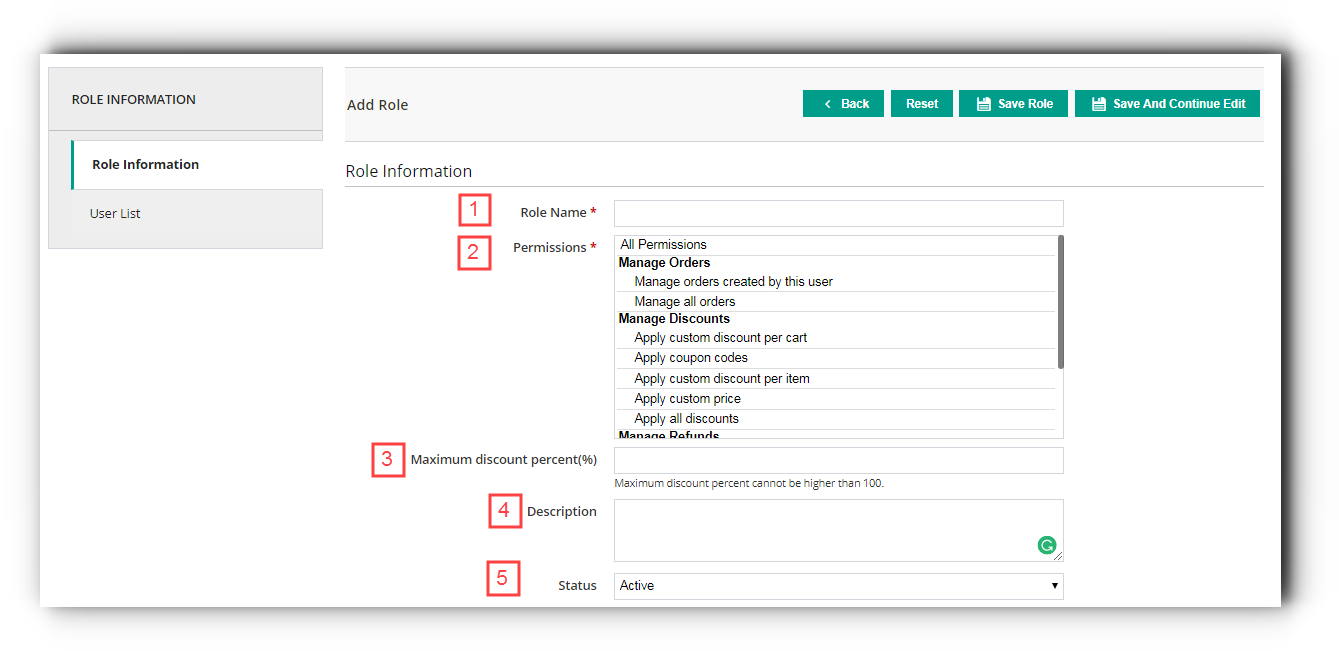 ROLE INFORMATION
Role Information
User List
Add Role
Back
Reset
Save Role
Save And Continue Edit
Role Information
1 Role Name *
2 Permissions *
All Permissions
Manage Orders
Manage orders created by this user
Manage all orders
Manage Discounts
Apply custom discount per cart
Apply coupon codes
Apply custom discount per item
Apply custom price
Apply all discounts
Manage Refunds
3 Maximum discount percent(%)
Maximum discount percent cannot be higher than 100.
4 Description
5 Status Active